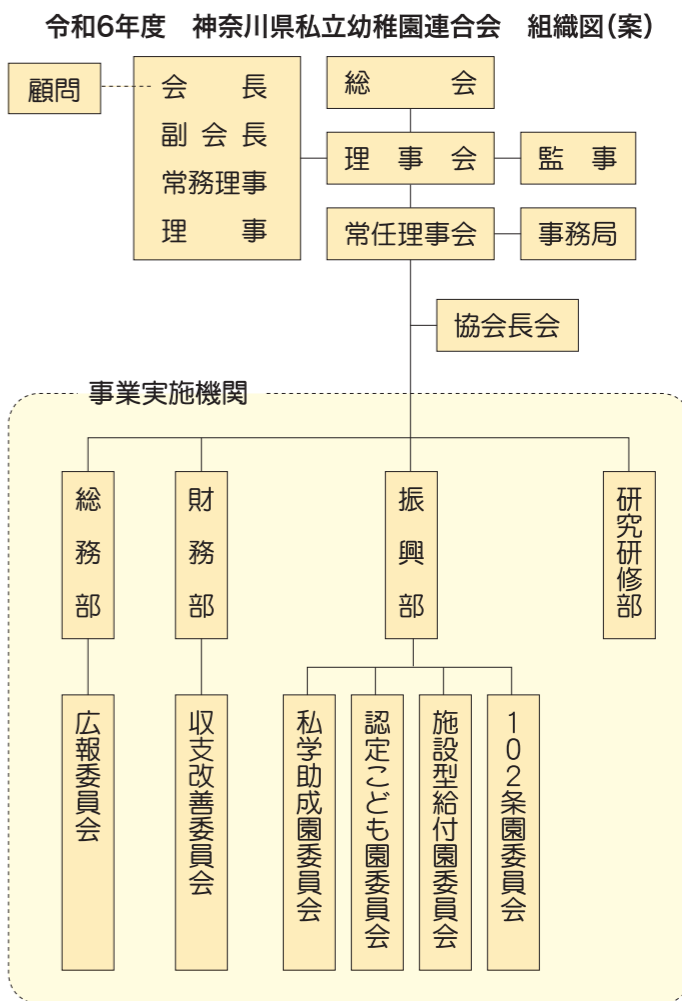 令和6年度　神奈川県私立幼稚園連合会　組織図(案)
顧問
会長
副会長
常務理事
理事
総会
理事会
監事
常任理事会
事務局
協会長会
事業実施機関
総務部
財務部
振興部
研究研修部
広報委員会
収支改善委員会
私学助成園委員会
認定こども園委員会
施設型給付園委員会
102条園委員会